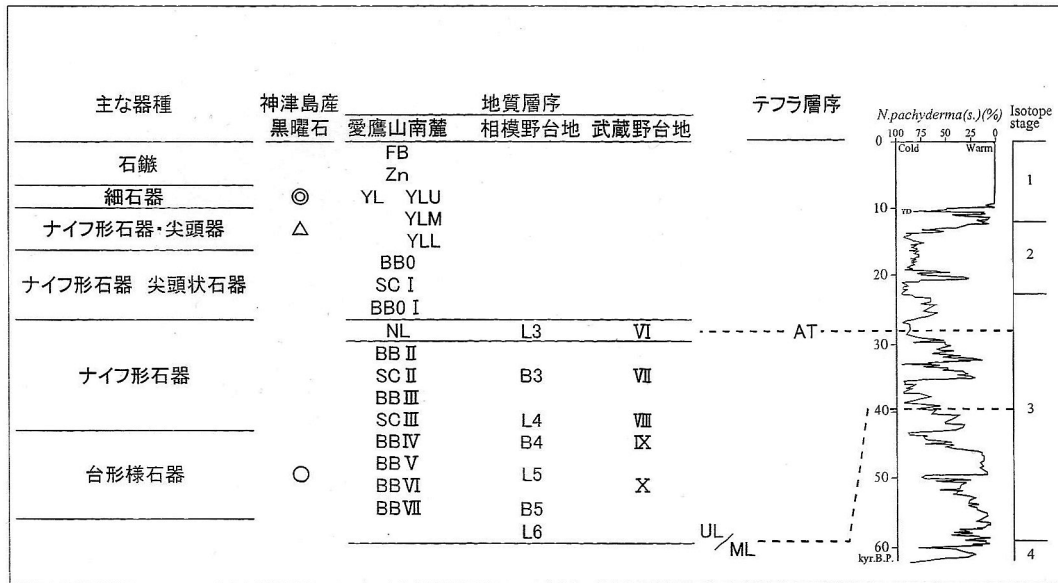 主な器種 神津島産 地質層序 テフラ層序
黒曜石 愛鷹山南麓 相模野台地 武蔵野台地
N.pachyderma(s.)(%) Isotope stage
100 75 50 25 0
Cold Warm
0
石鏃 FB
Zn
1
細石器 ◎ YL YLU
10
YD
ナイフ形石器・尖頭器 △ YLM
YLL
2
BB0
20
ナイフ形石器 尖頭状石器 SC I
BB0 I
NL L3 VI AT
30
BB II
ナイフ形石器 SC II B3 VII
BB III
40
3
SC III L4 VIII
BB IV B4 IX
BB V
台形様石器 ○ L5
50
BB VI X
BB VII B5
L6 UL/ML
60
4
kyr.B.P.